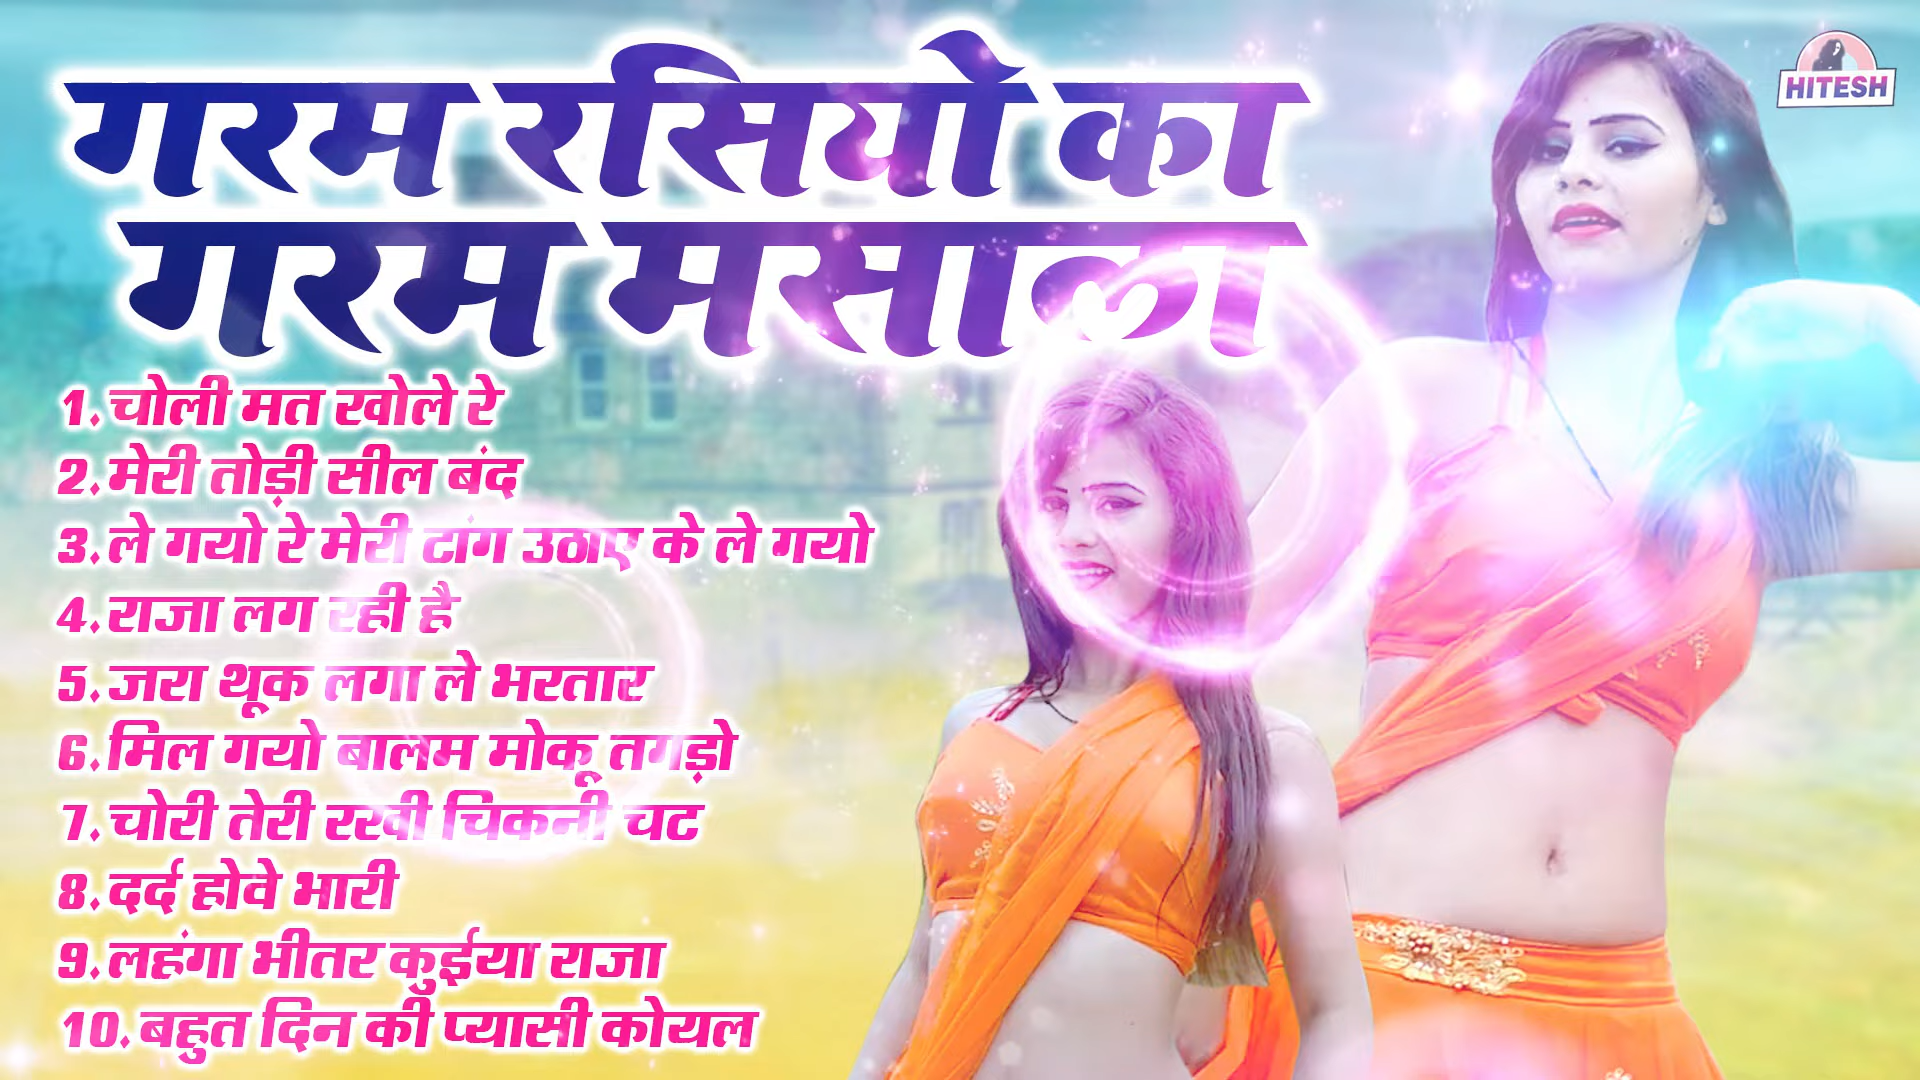 गरम रसियों का
गरम मसाला
HITESH
1. चोली मत खोले रे
2. मेरी तोड़ी सील बंद
3. ले गयो रे मेरी टांग उठाए के ले गयो
4. राजा लग रही है
5. जरा थूक लगा ले भरतार
6. मिल गयो बालम मोकू तगड़ो
7. चोरी तेरी रखी चिकनी चट
8. दर्द होवे भारी
9. लहंगा भीतर कुईया राजा
10. बहुत दिन की प्यासी कोयल